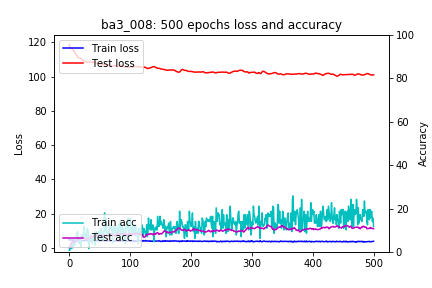 ba3_008: 500 epochs loss and accuracy
Train loss
Test loss
Train acc
Test acc
Loss
Accuracy
120
100
80
60
40
20
0
100
80
60
40
20
0
0
100
200
300
400
500